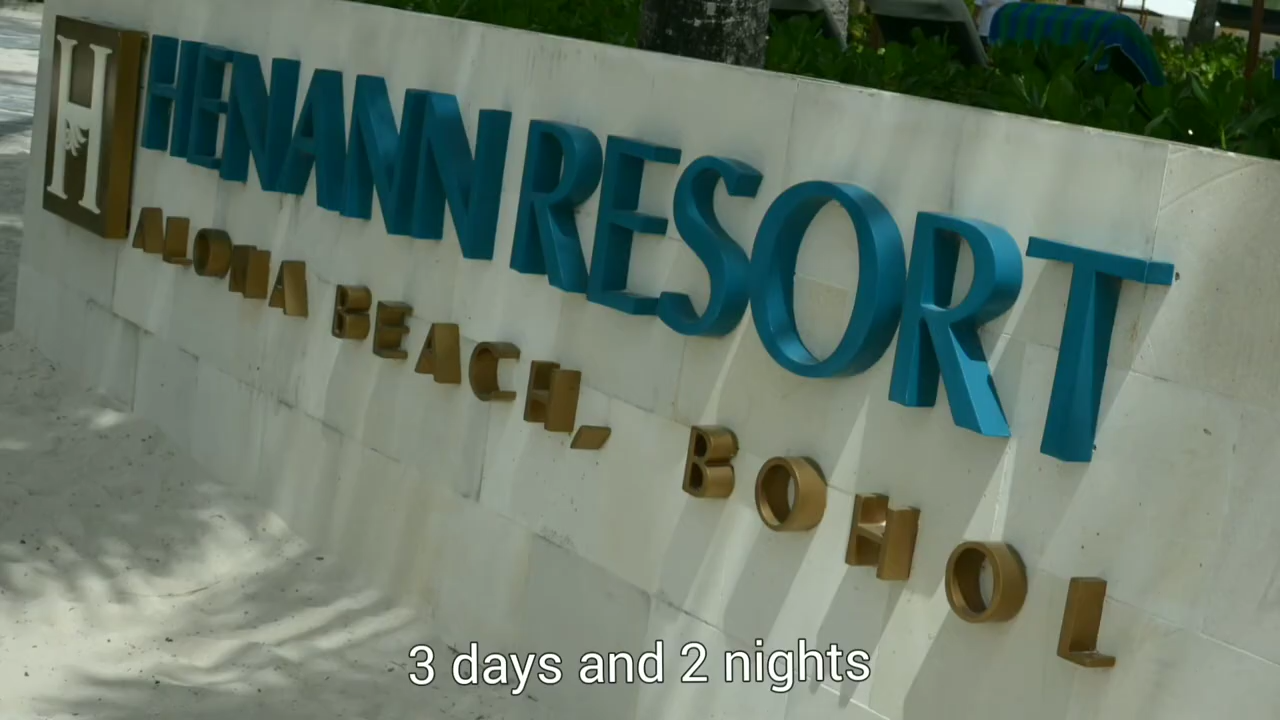 H
HENANN RESORT
ALONA BEACH, BOHOL
3 days and 2 nights